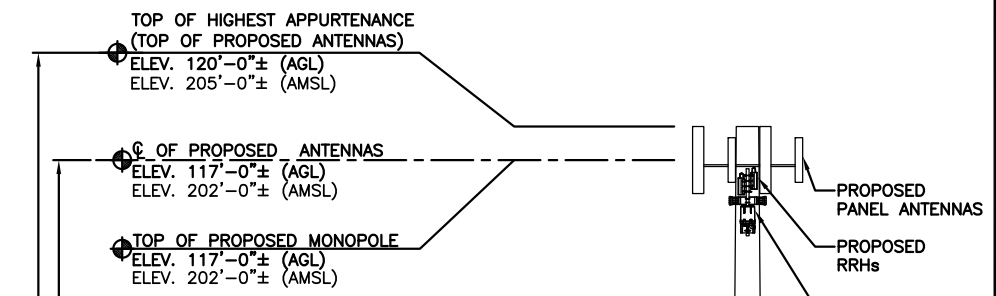 TOP OF HIGHEST APPURTENANCE
(TOP OF PROPOSED ANTENNAS)
ELEV. 120'-0"± (AGL)
ELEV. 205'-0"± (AMSL)
℄ OF PROPOSED ANTENNAS
ELEV. 117'-0"± (AGL)
ELEV. 202'-0"± (AMSL)
TOP OF PROPOSED MONOPOLE
ELEV. 117'-0"± (AGL)
ELEV. 202'-0"± (AMSL)
PROPOSED
PANEL ANTENNAS
PROPOSED
RRHs